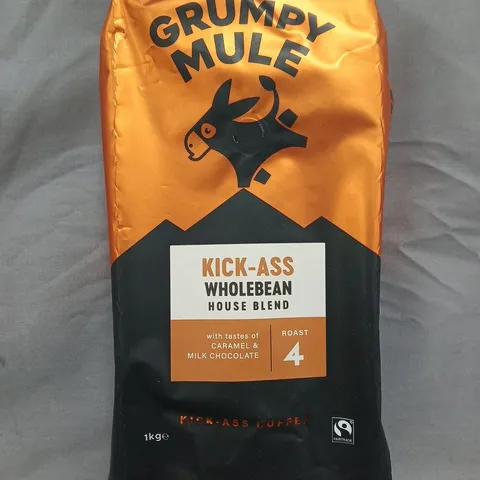 GRUMPY
MULE
KICK-ASS
WHOLEBEAN
HOUSE BLEND
with tastes of
CARAMEL &
MILK CHOCOLATE
ROAST
4
KICK-ASS COFFEE
1kg℮
FAIRTRADE